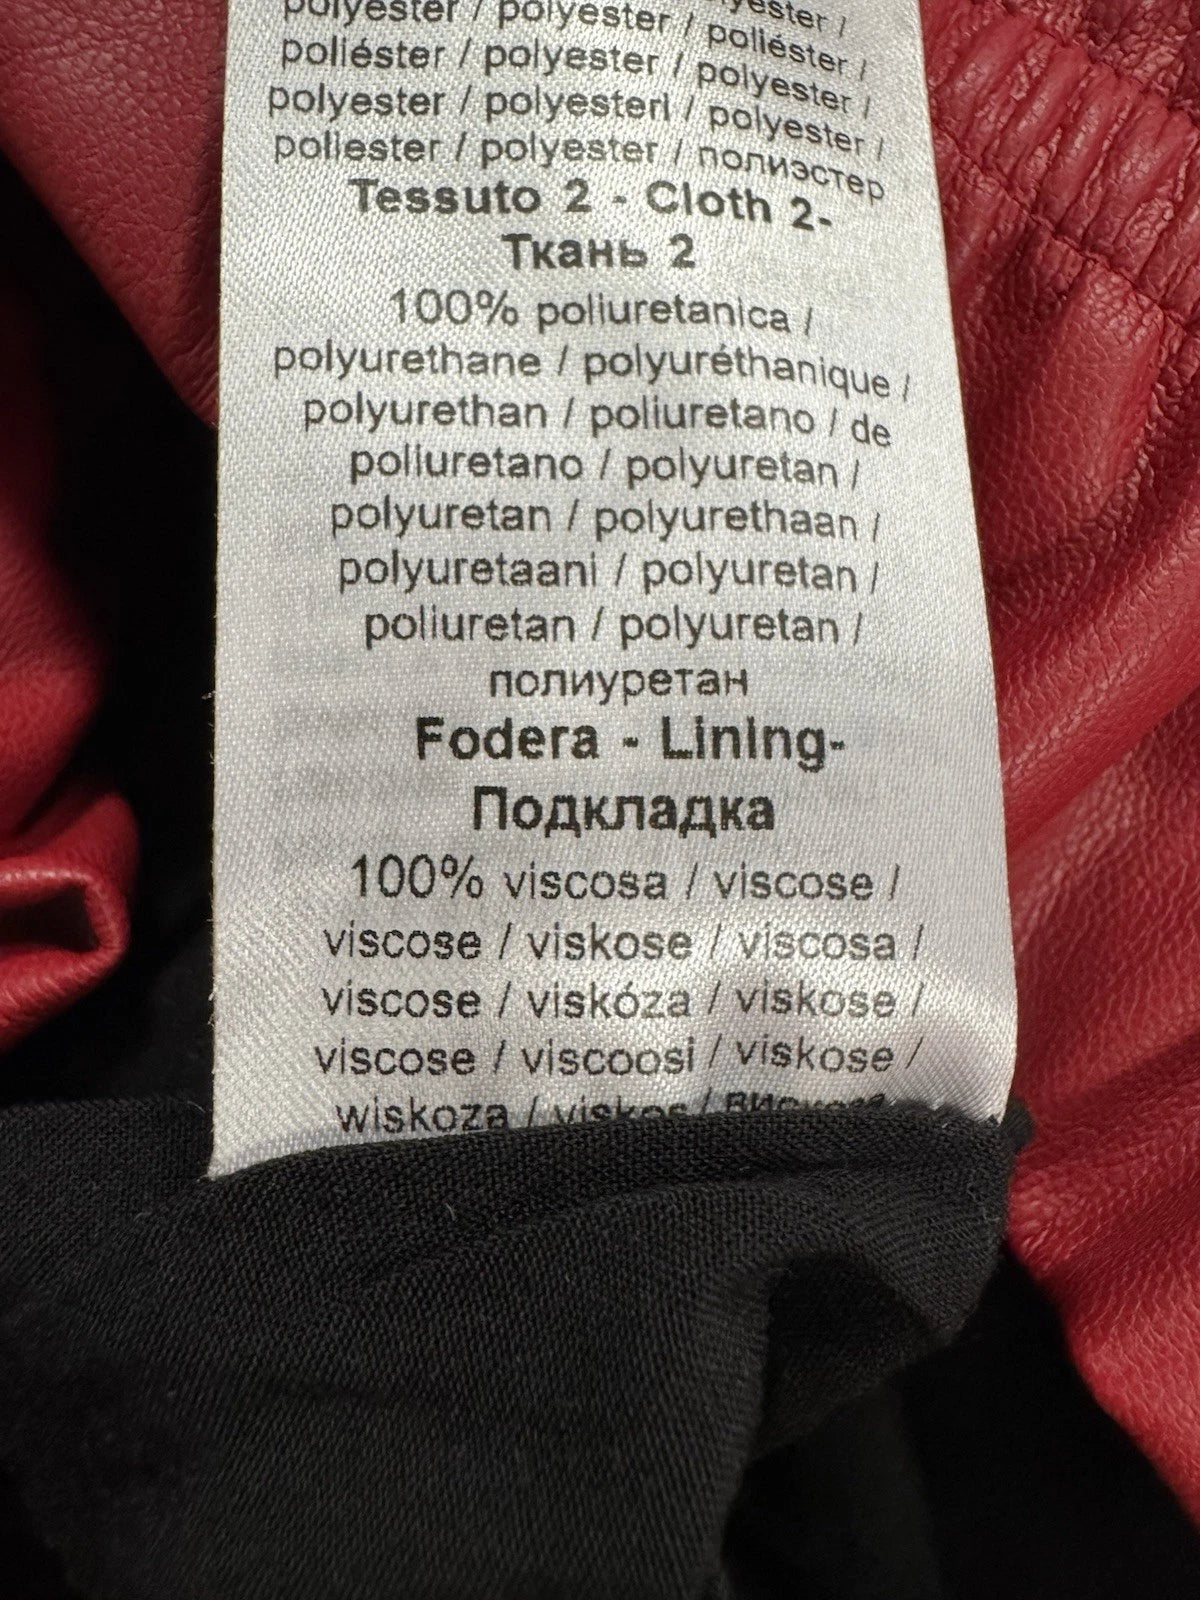 polyester / polyester / polyester /
poliéster / polyester / poliéster /
polyester / polyesteri / polyester /
poliester / polyester / polyester /
полиэстер
Tessuto 2 - Cloth 2-
Ткань 2
100% poliuretanica /
polyurethane / polyuréthanique /
polyurethan / poliuretano / de
poliuretano / polyuretan /
polyuretan / polyurethaan /
polyuretaani / polyuretan /
poliuretan / polyuretan /
полиуретан
Fodera - Lining-
Подкладка
100% viscosa / viscose /
viscose / viskose / viscosa /
viscose / viskóza / viskose /
viscose / viscoosi / viskose /
wiskoza / viskos /